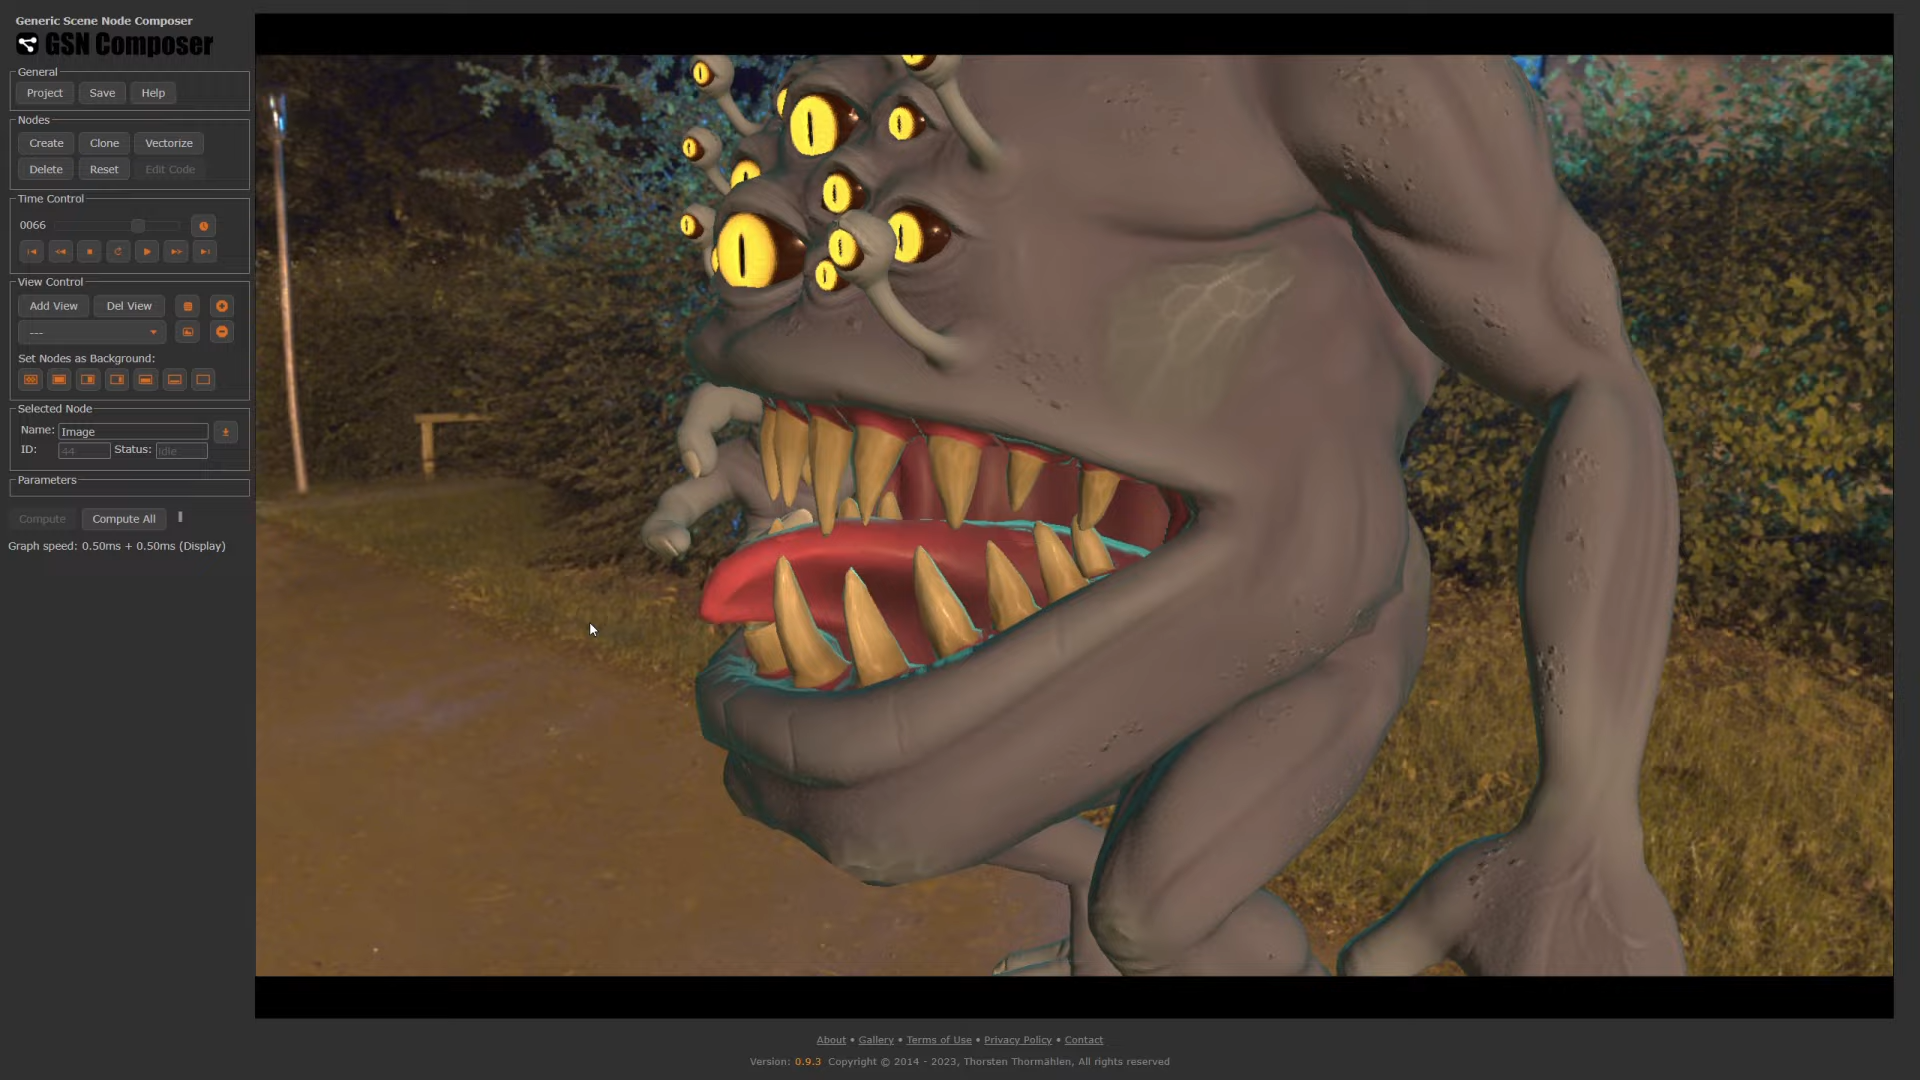 Generic Scene Node Composer
GSN Composer
General
Project Save Help
Nodes
Create Clone Vectorize
Delete Reset Edit Code
Time Control
0066
View Control
Add View Del View
---
Set Nodes as Background:
Selected Node
Name: Image
ID: 44 Status: Idle
Parameters
Compute Compute All
Graph speed: 0.50ms + 0.50ms (Display)
About • Gallery • Terms of Use • Privacy Policy • Contact
Version: 0.9.3 Copyright © 2014 - 2023, Thorsten Thormählen, All rights reserved